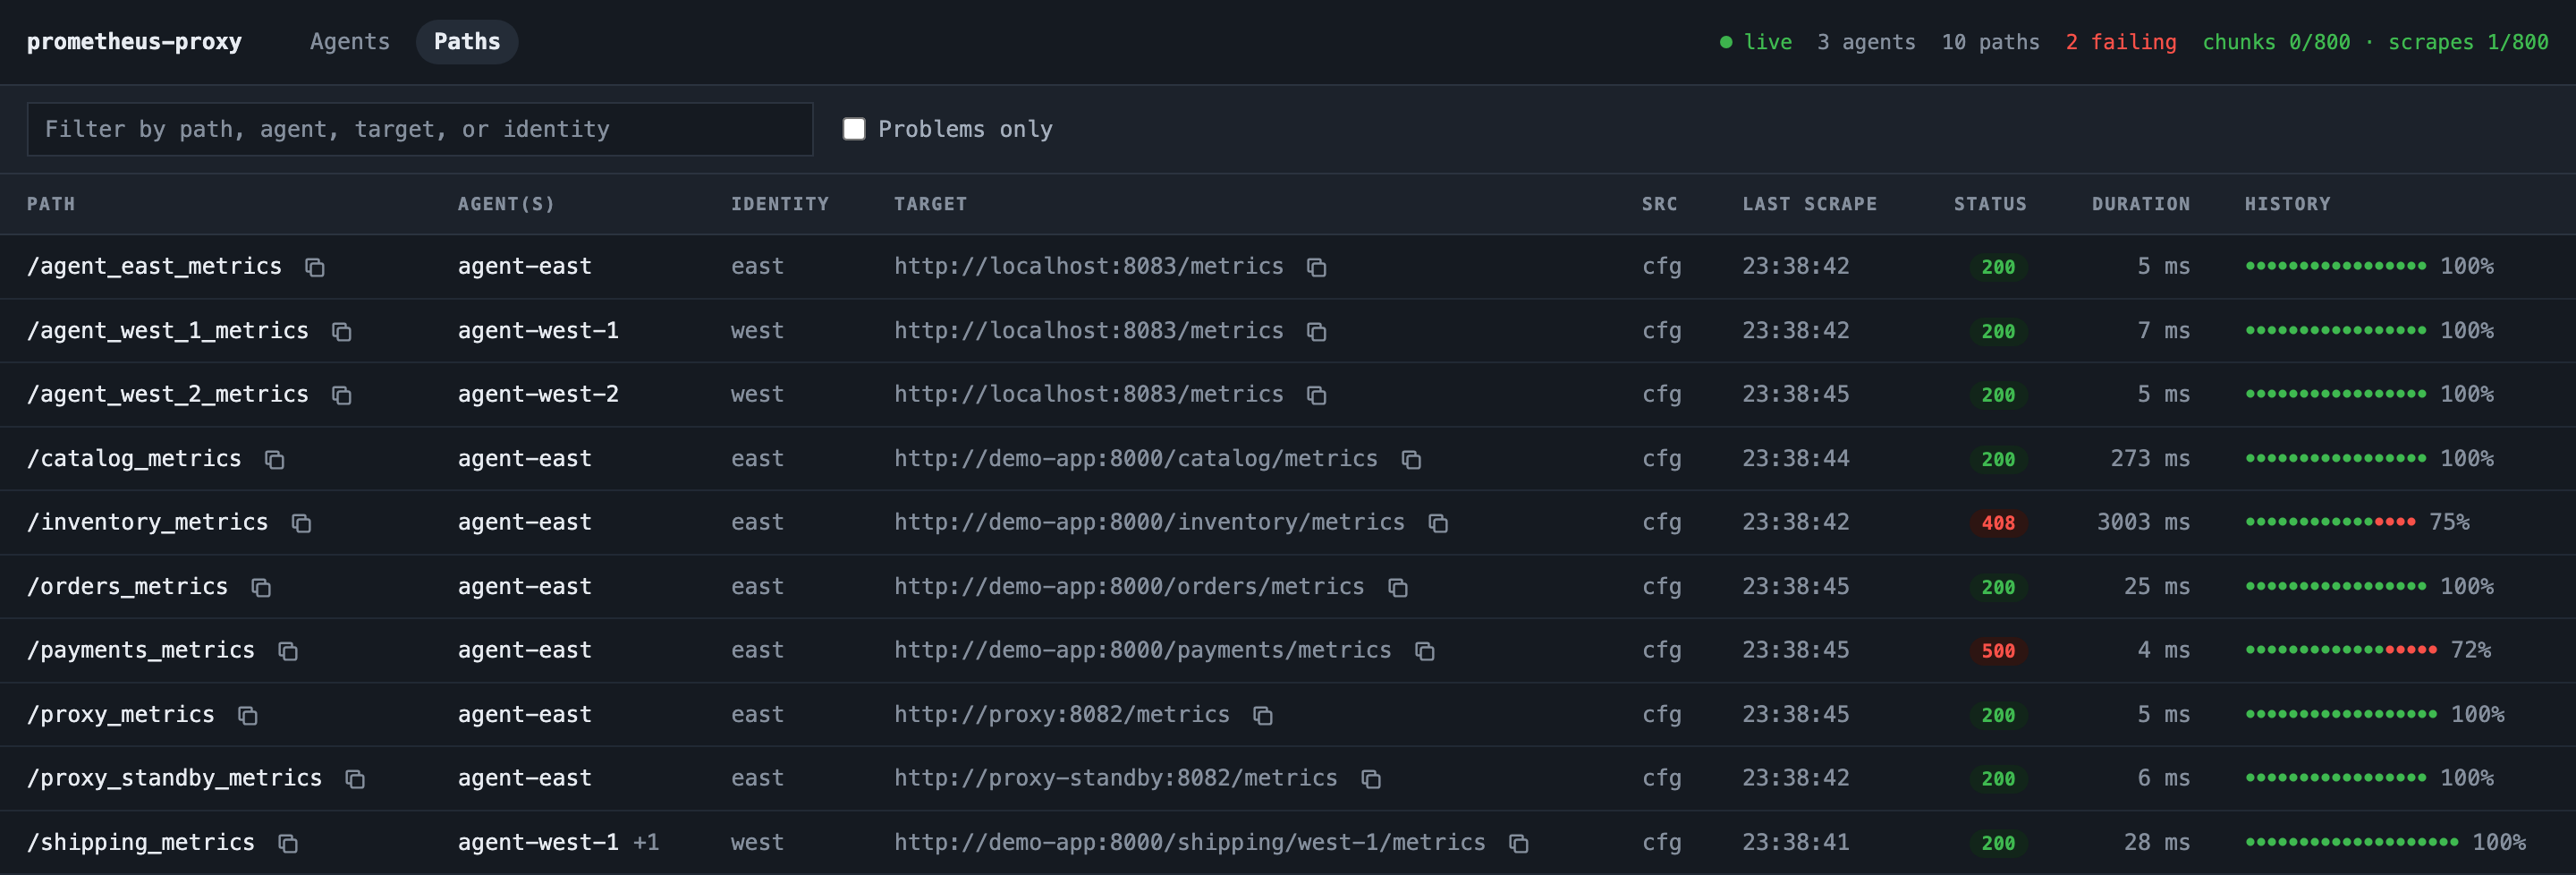 prometheus-proxy Agents Paths live 3 agents 10 paths 2 failing chunks 0/800 · scrapes 1/800
Filter by path, agent, target, or identity Problems only
PATH AGENT(S) IDENTITY TARGET SRC LAST SCRAPE STATUS DURATION HISTORY
/agent_east_metrics agent-east east http://localhost:8083/metrics cfg 23:38:42 200 5 ms 100%
/agent_west_1_metrics agent-west-1 west http://localhost:8083/metrics cfg 23:38:42 200 7 ms 100%
/agent_west_2_metrics agent-west-2 west http://localhost:8083/metrics cfg 23:38:45 200 5 ms 100%
/catalog_metrics agent-east east http://demo-app:8000/catalog/metrics cfg 23:38:44 200 273 ms 100%
/inventory_metrics agent-east east http://demo-app:8000/inventory/metrics cfg 23:38:42 408 3003 ms 75%
/orders_metrics agent-east east http://demo-app:8000/orders/metrics cfg 23:38:45 200 25 ms 100%
/payments_metrics agent-east east http://demo-app:8000/payments/metrics cfg 23:38:45 500 4 ms 72%
/proxy_metrics agent-east east http://proxy:8082/metrics cfg 23:38:45 200 5 ms 100%
/proxy_standby_metrics agent-east east http://proxy-standby:8082/metrics cfg 23:38:42 200 6 ms 100%
/shipping_metrics agent-west-1 +1 west http://demo-app:8000/shipping/west-1/metrics cfg 23:38:41 200 28 ms 100%